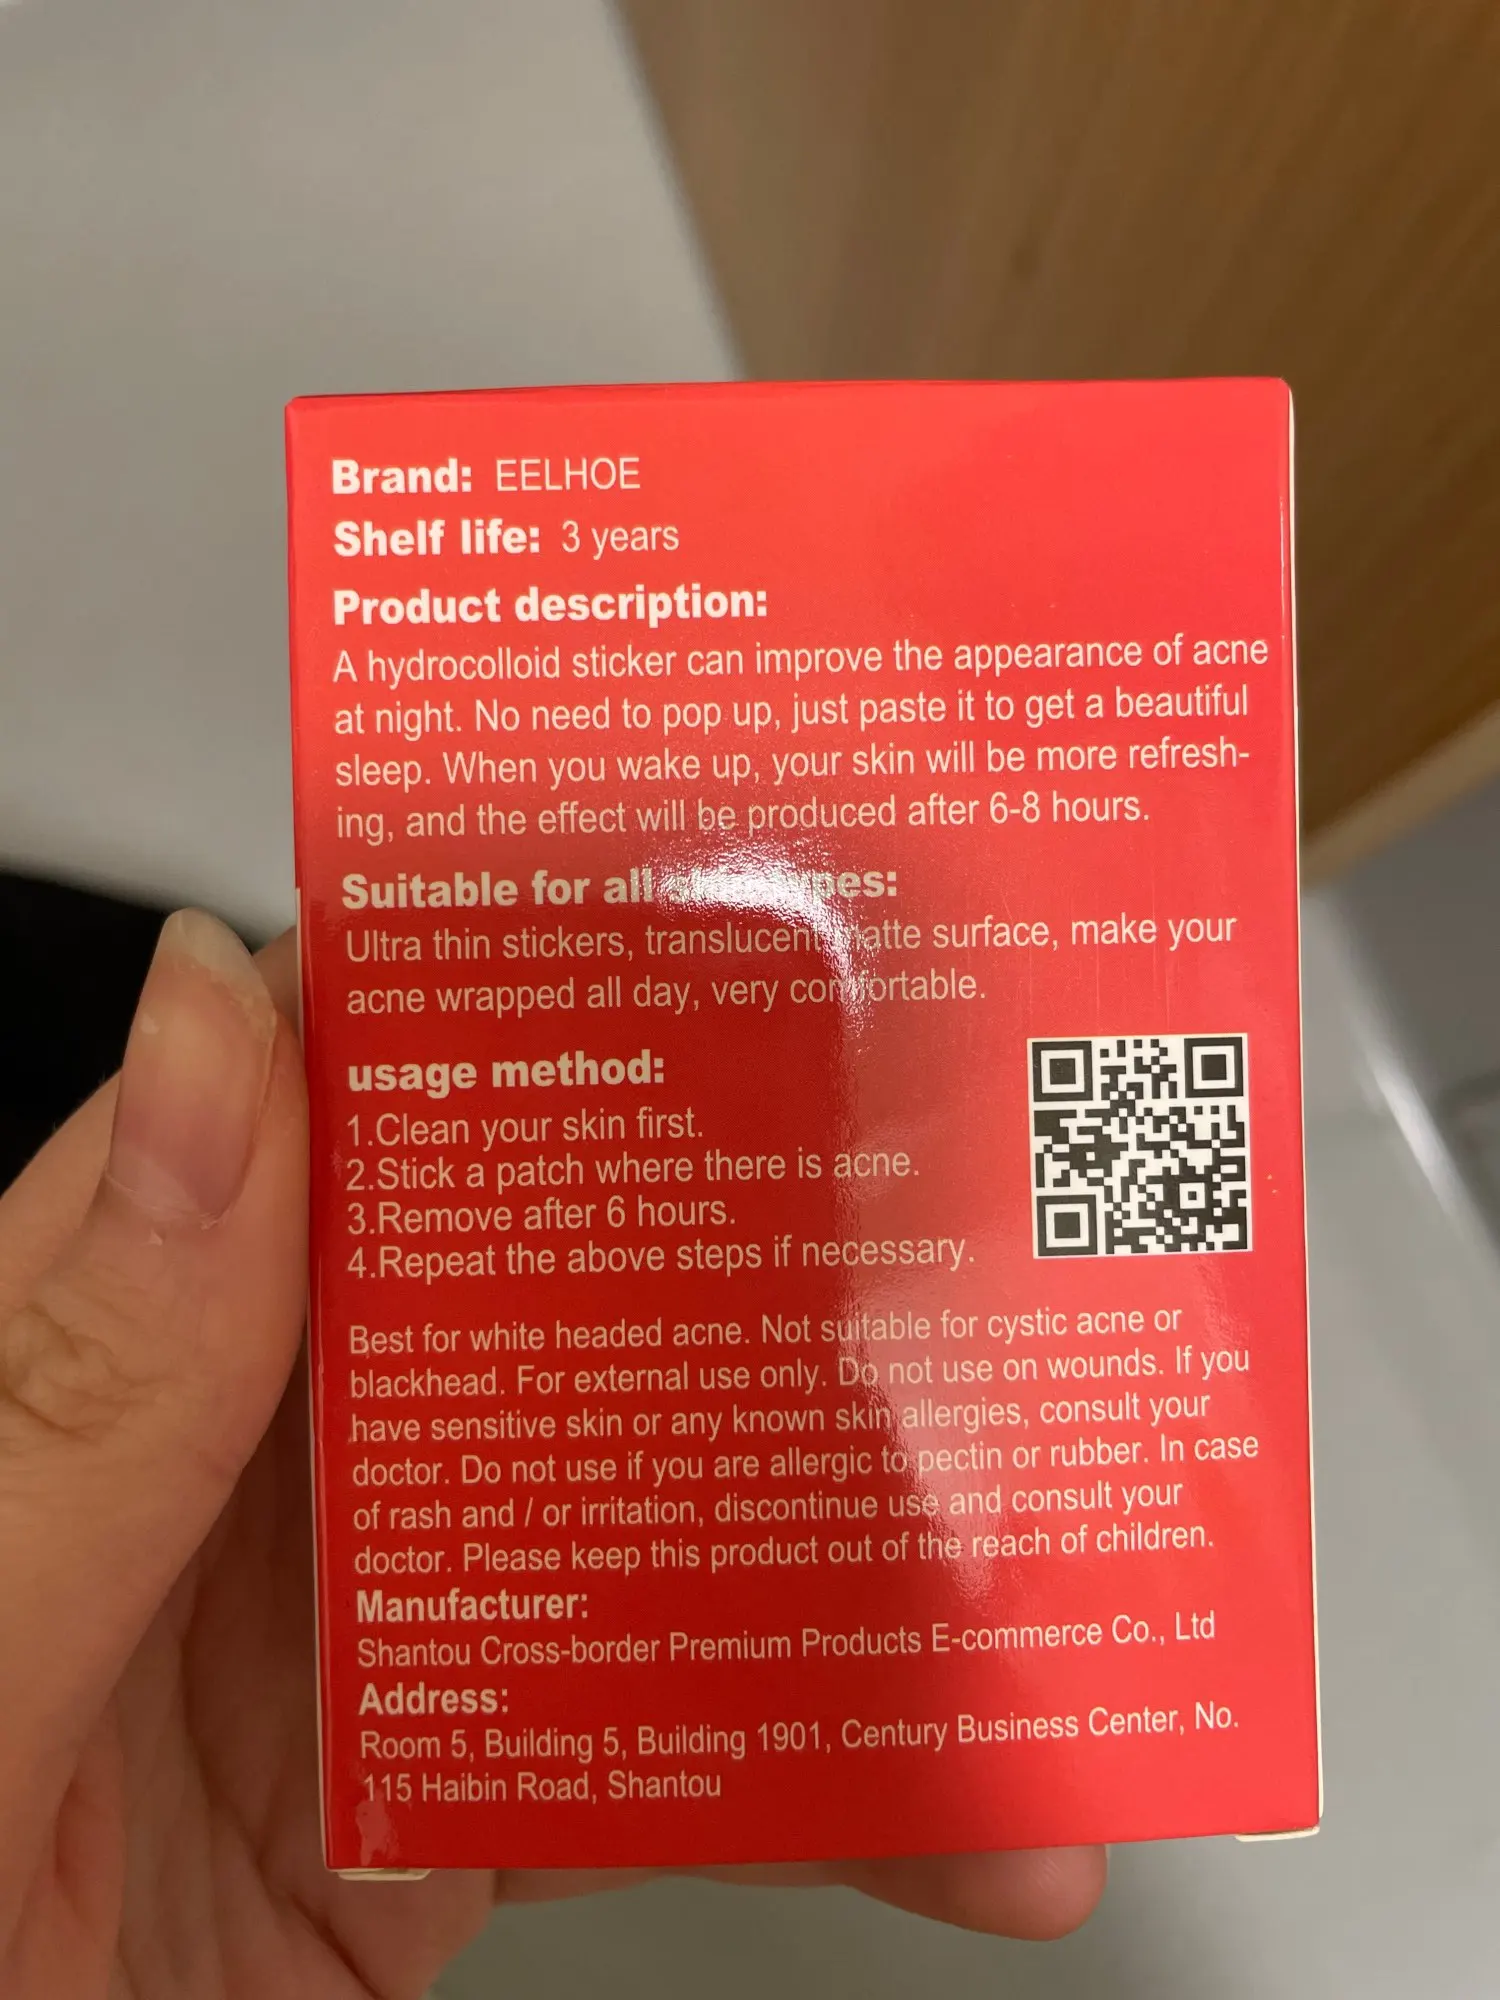 Brand: EELHOE
Shelf life: 3 years
Product description:
A hydrocolloid sticker can improve the appearance of acne
at night. No need to pop up, just paste it to get a beautiful
sleep. When you wake up, your skin will be more refresh-
ing, and the effect will be produced after 6-8 hours.
Suitable for all skin types:
Ultra thin stickers, translucent matte surface, make your
acne wrapped all day, very comfortable.
usage method:
1.Clean your skin first.
2.Stick a patch where there is acne.
3.Remove after 6 hours.
4.Repeat the above steps if necessary.
Best for white headed acne. Not suitable for cystic acne or
blackhead. For external use only. Do not use on wounds. If you
have sensitive skin or any known skin allergies, consult your
doctor. Do not use if you are allergic to pectin or rubber. In case
of rash and / or irritation, discontinue use and consult your
doctor. Please keep this product out of the reach of children.
Manufacturer:
Shantou Cross-border Premium Products E-commerce Co., Ltd
Address:
Room 5, Building 5, Building 1901, Century Business Center, No.
115 Haibin Road, Shantou